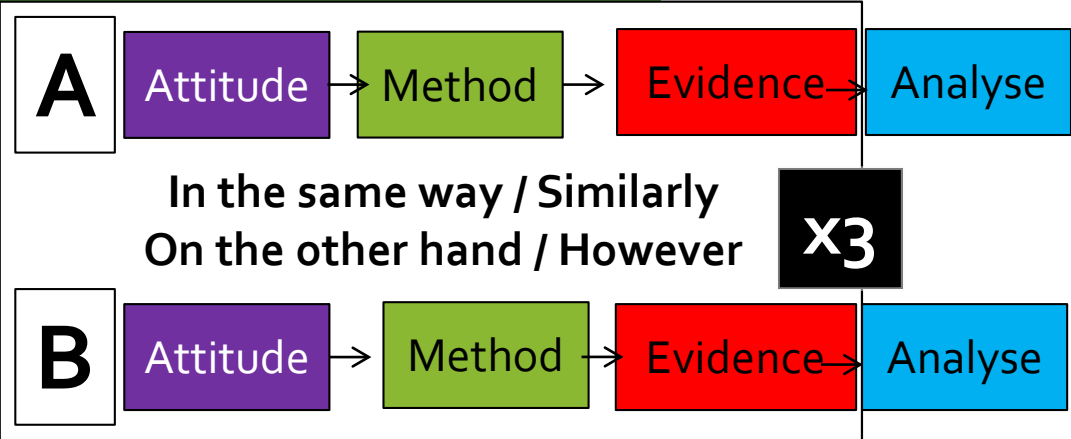 A Attitude Method Evidence Analyse
In the same way / Similarly
On the other hand / However
x3
B Attitude Method Evidence Analyse